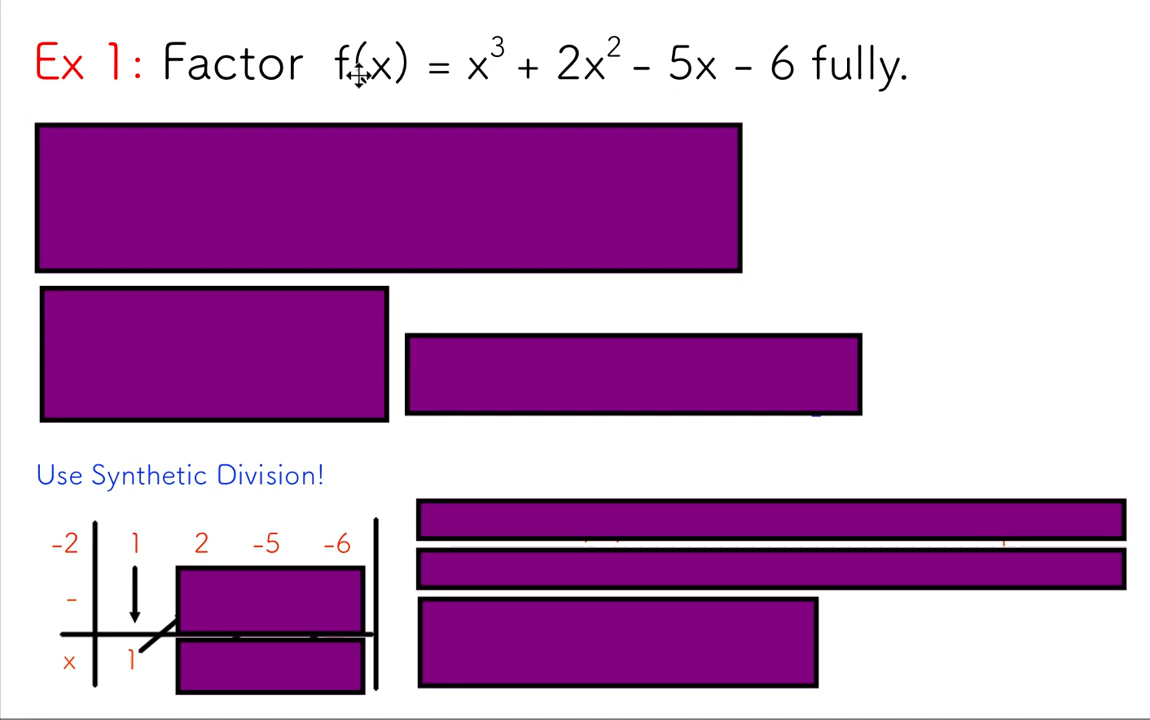 Ex 1: Factor f(x) = x³ + 2x² - 5x - 6 fully.
Use Synthetic Division!
-2 1 2 -5 -6
-
x 1